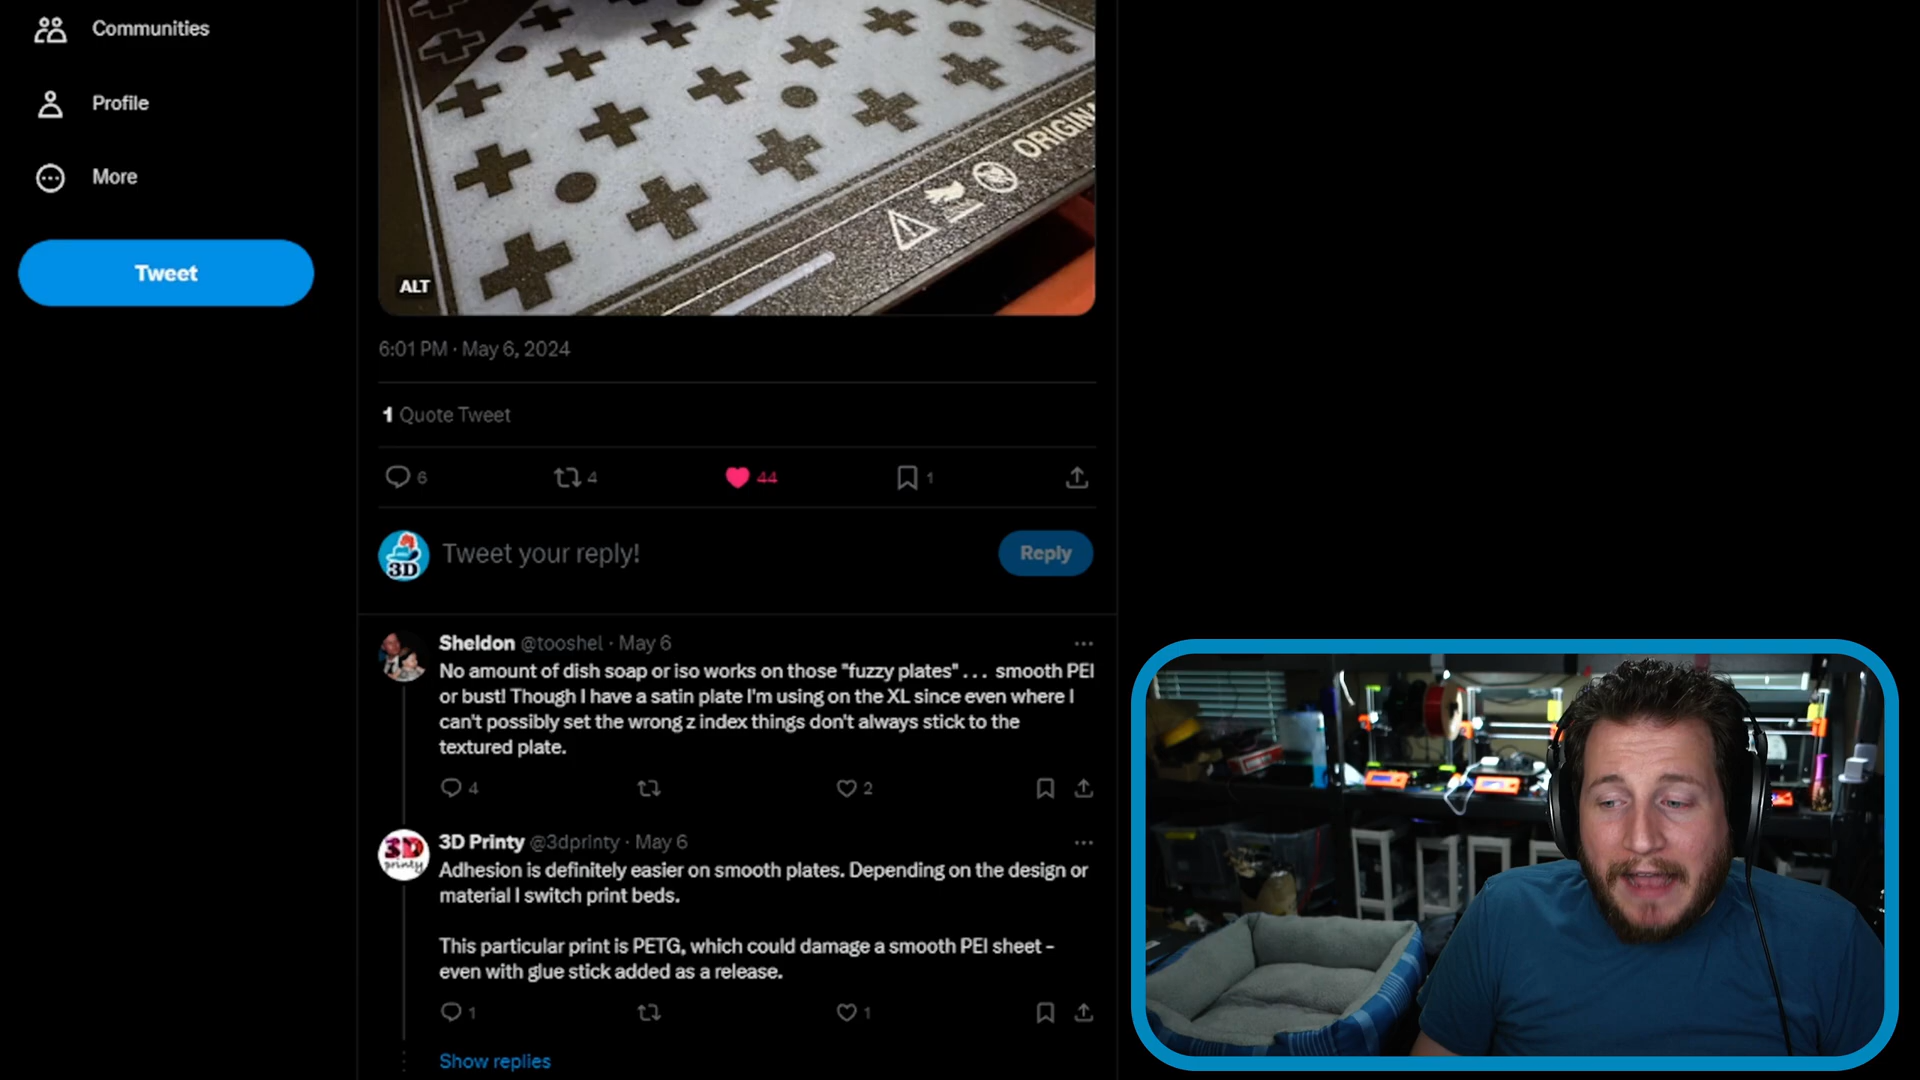 Communities
Profile
More
Tweet
ORIGIN
ALT
6:01 PM · May 6, 2024
1 Quote Tweet
6
4
44
1
3D
Tweet your reply!
Reply
Sheldon @tooshel · May 6
No amount of dish soap or iso works on those "fuzzy plates" . . . smooth PEI
or bust! Though I have a satin plate I'm using on the XL since even where I
can't possibly set the wrong z index things don't always stick to the
textured plate.
4
2
3D printy
3D Printy @3dprinty · May 6
Adhesion is definitely easier on smooth plates. Depending on the design or
material I switch print beds.
This particular print is PETG, which could damage a smooth PEI sheet -
even with glue stick added as a release.
1
1
Show replies